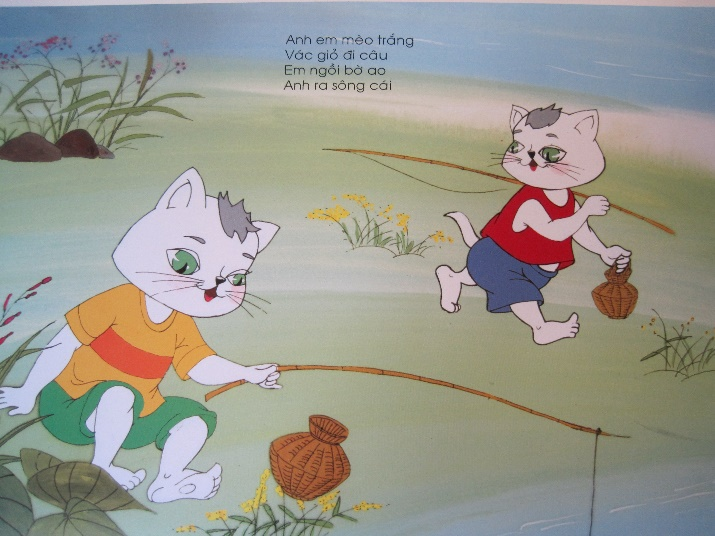 Anh em mèo trắng
Vác giỏ đi câu
Em ngồi bờ ao
Anh ra sông cái